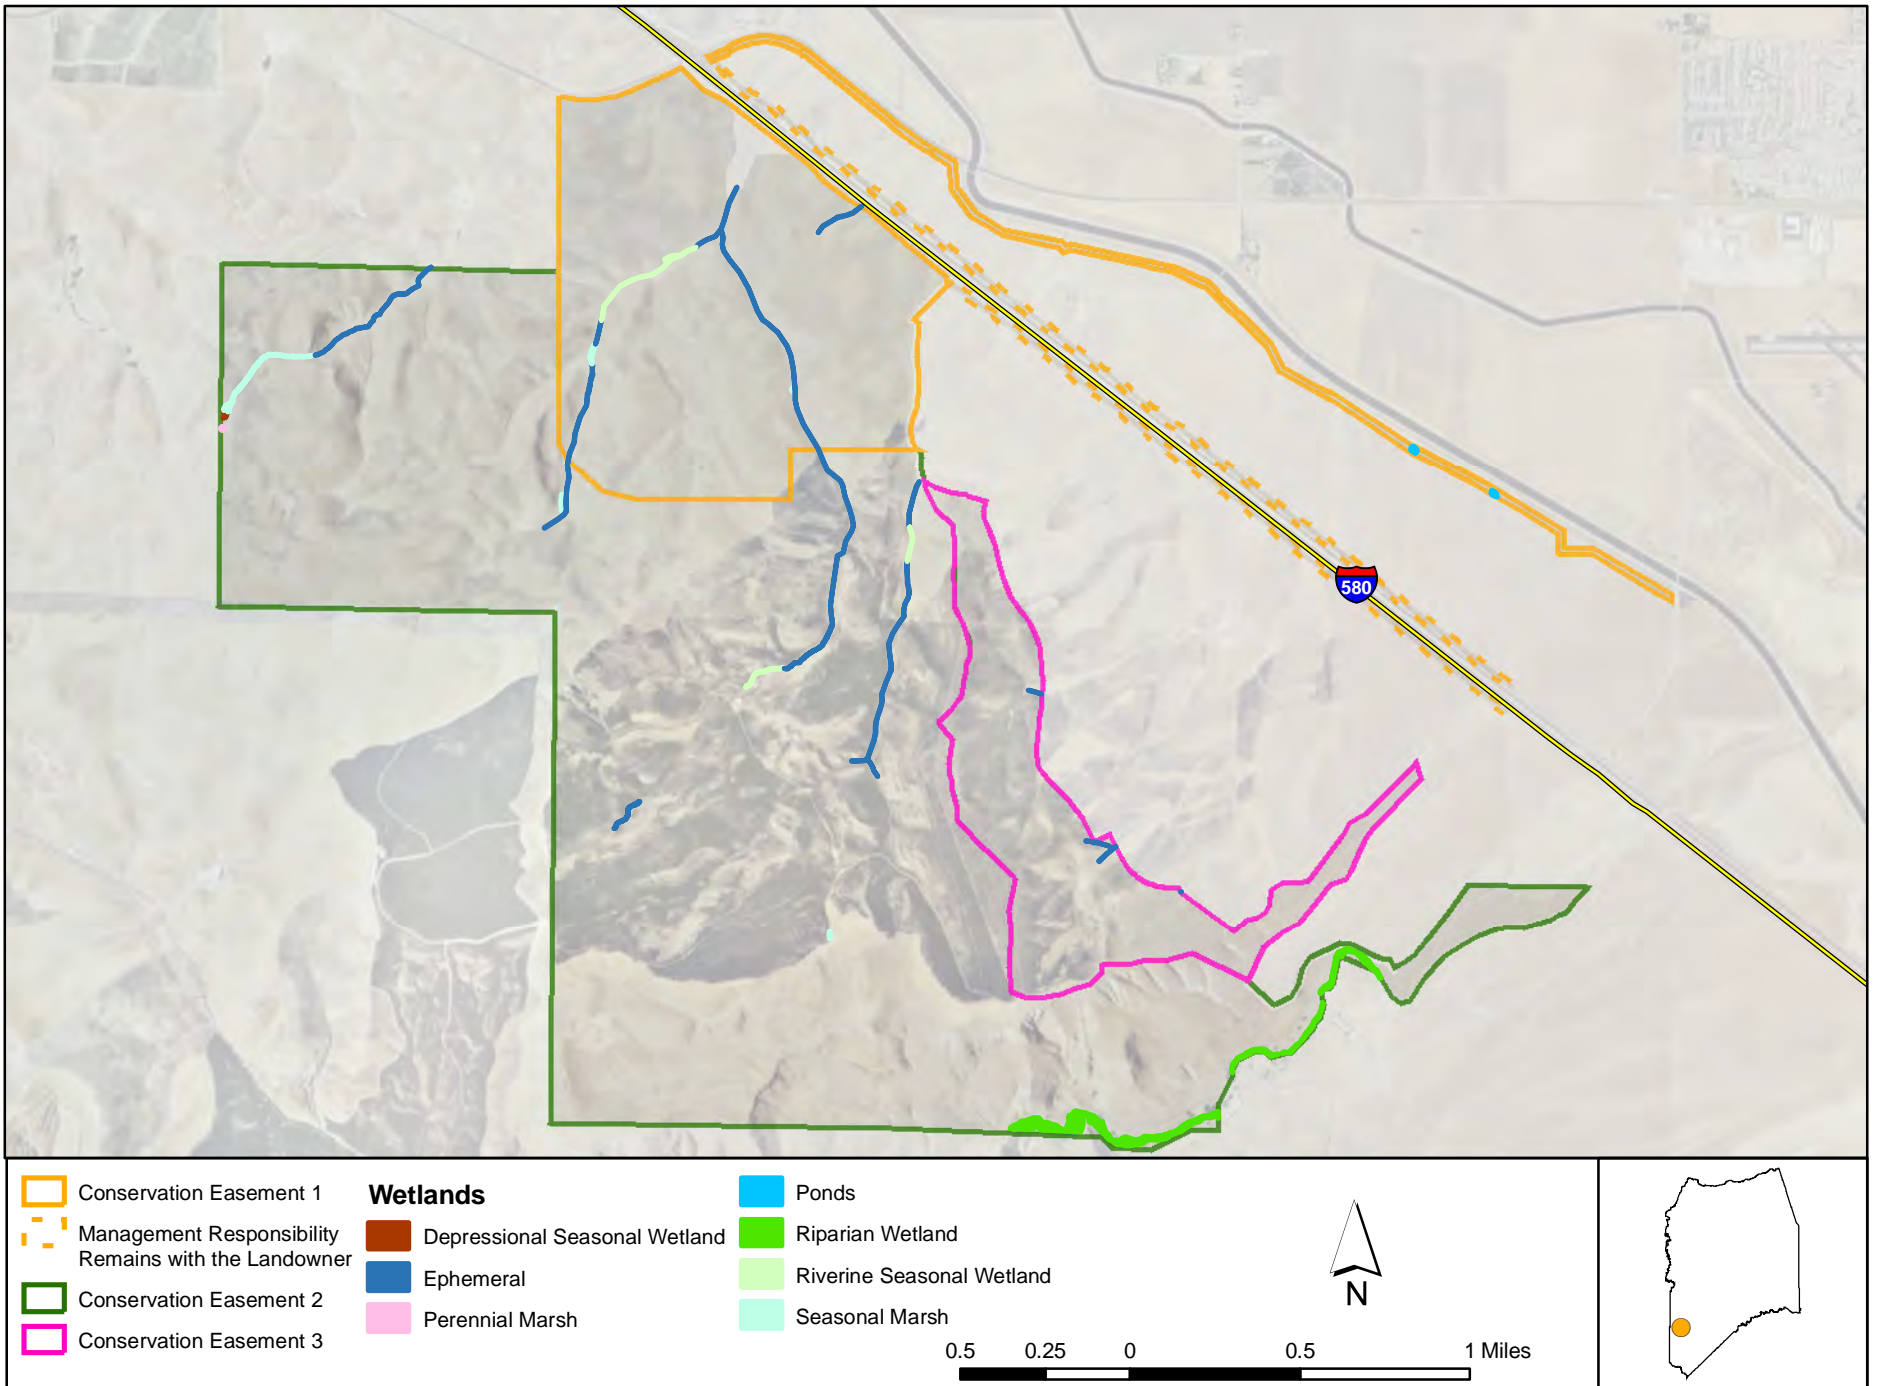 580
Conservation Easement 1
Management Responsibility
Remains with the Landowner
Conservation Easement 2
Conservation Easement 3
Wetlands
Depressional Seasonal Wetland
Ephemeral
Perennial Marsh
Ponds
Riparian Wetland
Riverine Seasonal Wetland
Seasonal Marsh
N
0.5 0.25 0 0.5 1 Miles